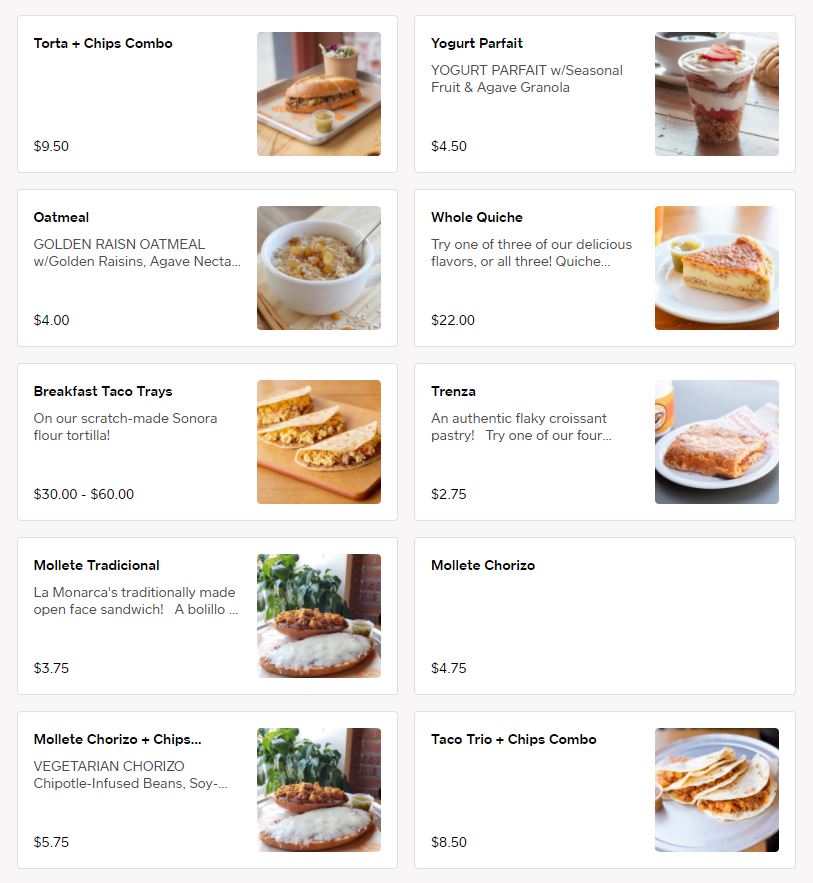 Torta + Chips Combo
$9.50
Yogurt Parfait
YOGURT PARFAIT w/Seasonal
Fruit & Agave Granola
$4.50
Oatmeal
GOLDEN RAISN OATMEAL
w/Golden Raisins, Agave Necta...
$4.00
Whole Quiche
Try one of three of our delicious
flavors, or all three! Quiche...
$22.00
Breakfast Taco Trays
On our scratch-made Sonora
flour tortilla!
$30.00 - $60.00
Trenza
An authentic flaky croissant
pastry!   Try one of our four...
$2.75
La Monarca
Bakery
Mollete Tradicional
La Monarca's traditionally made
open face sandwich!   A bolillo ...
$3.75
Mollete Chorizo
$4.75
Mollete Chorizo + Chips...
VEGETARIAN CHORIZO
Chipotle-Infused Beans, Soy-...
$5.75
Taco Trio + Chips Combo
$8.50